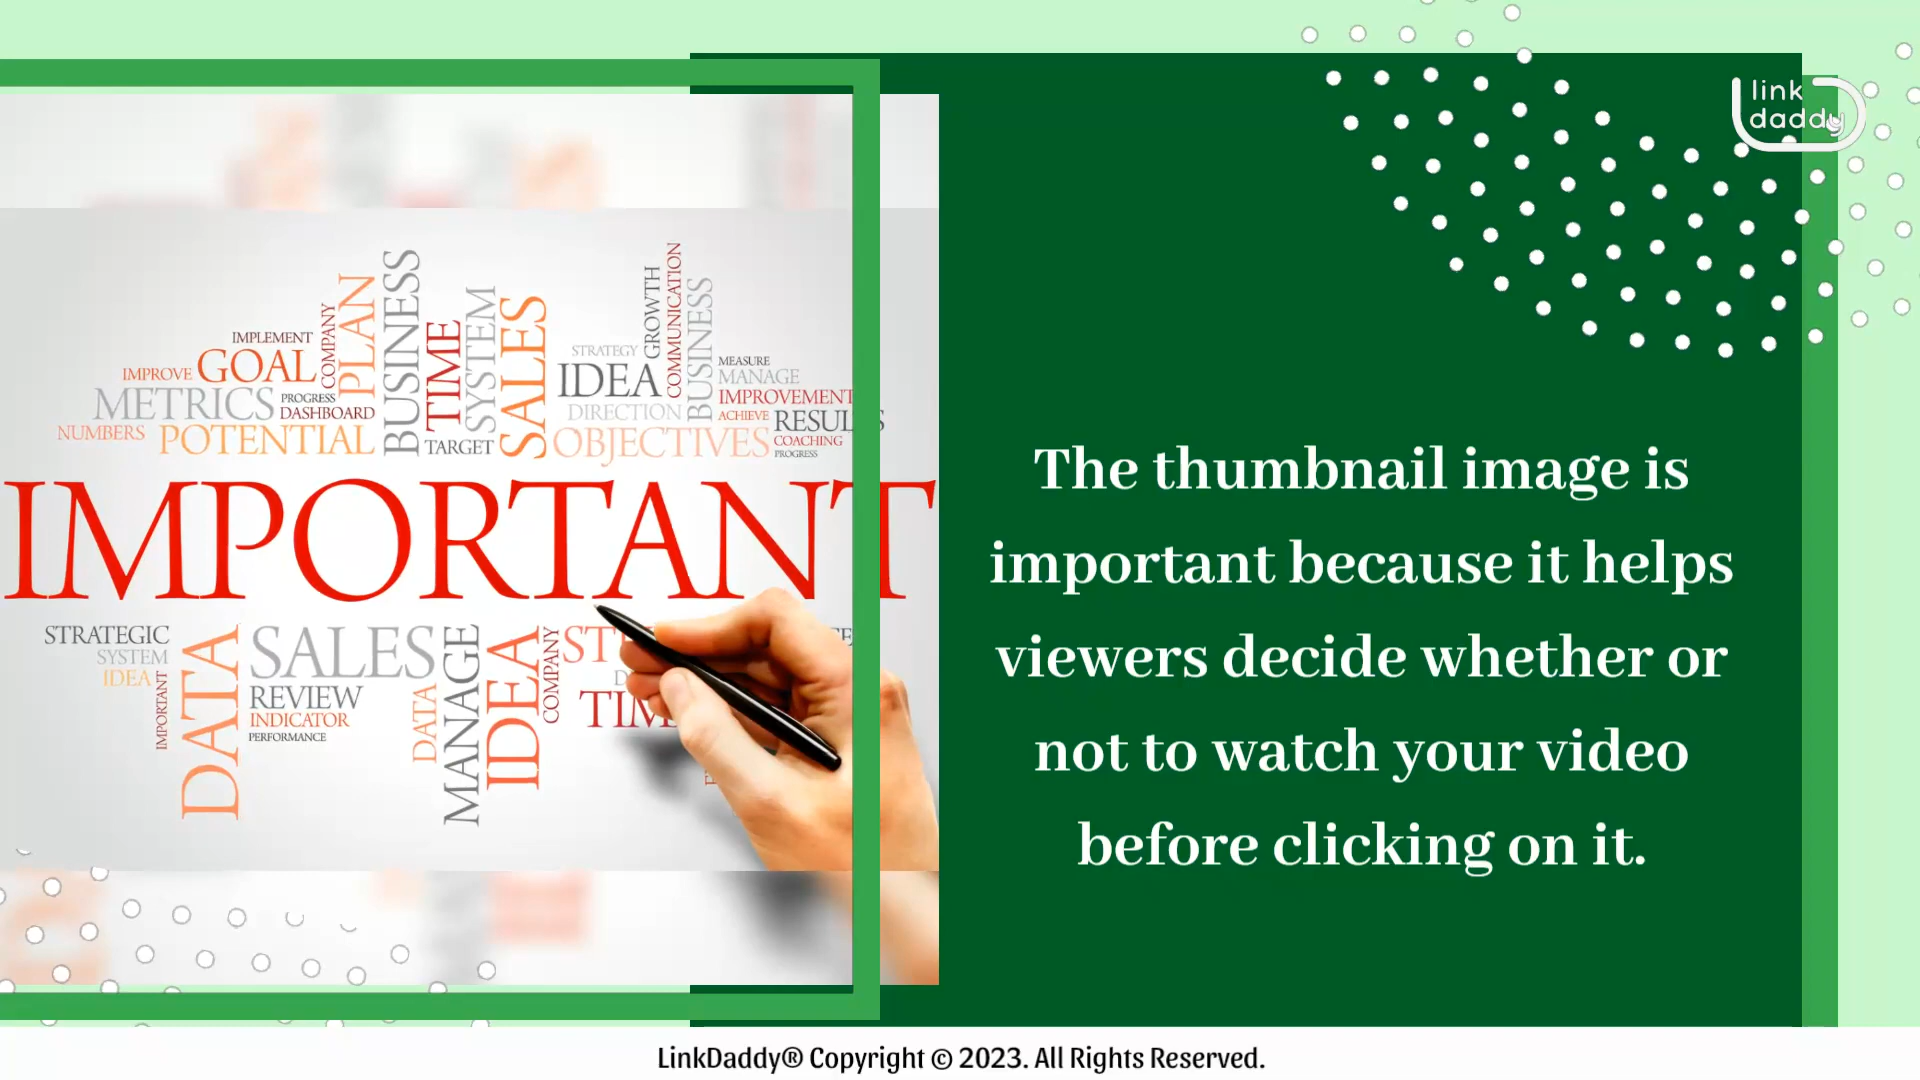 link
daddy
IMPLEMENT
IMPROVE
GOAL
COMPANY
PLAN
BUSINESS
METRICS
PROGRESS
DASHBOARD
NUMBERS
POTENTIAL
TIME
SYSTEM
TARGET
SALES
STRATEGY
GROWTH
COMMUNICATION
BUSINESS
IDEA
DIRECTION
OBJECTIVES
MEASURE
MANAGE
IMPROVEMENT
ACHIEVE
RESULTS
COACHING
PROGRESS
IMPORTANT
STRATEGIC
SYSTEM
IDEA
IMPORTANT
DATA
SALES
REVIEW
INDICATOR
PERFORMANCE
DATA
MANAGE
IDEA
COMPANY
The thumbnail image is
important because it helps
viewers decide whether or
not to watch your video
before clicking on it.
LinkDaddy® Copyright © 2023. All Rights Reserved.